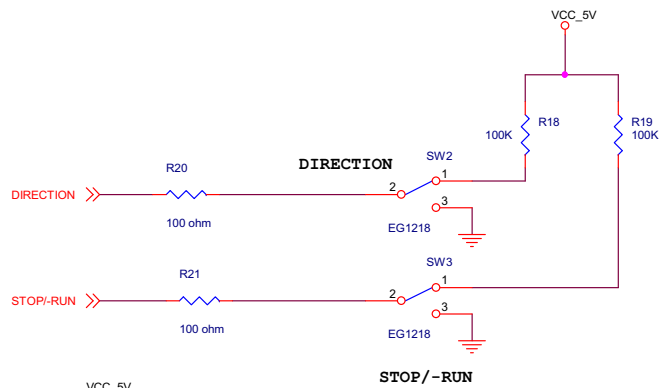 VCC_5V
R18
100K
R19
100K
R20
DIRECTION
SW2
1
DIRECTION
2
3
100 ohm
EG1218
R21
SW3
1
STOP/-RUN
2
3
100 ohm
EG1218
STOP/-RUN
VCC_5V